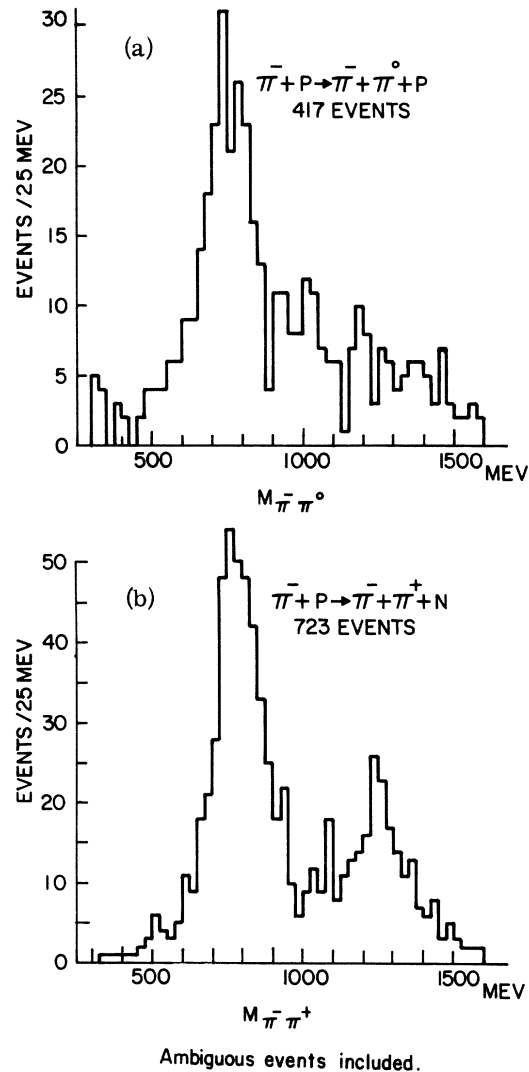 (a)
π⁻ + P → π⁻ + π° + P
417 EVENTS
EVENTS /25 MEV
30
25
20
15
10
5
0
500
1000
1500
MEV
M π⁻ π°
(b)
π⁻ + P → π⁻ + π⁺ + N
723 EVENTS
EVENTS/25 MEV
50
40
30
20
10
0
500
1000
1500
MEV
M π⁻ π⁺
Ambiguous events included.